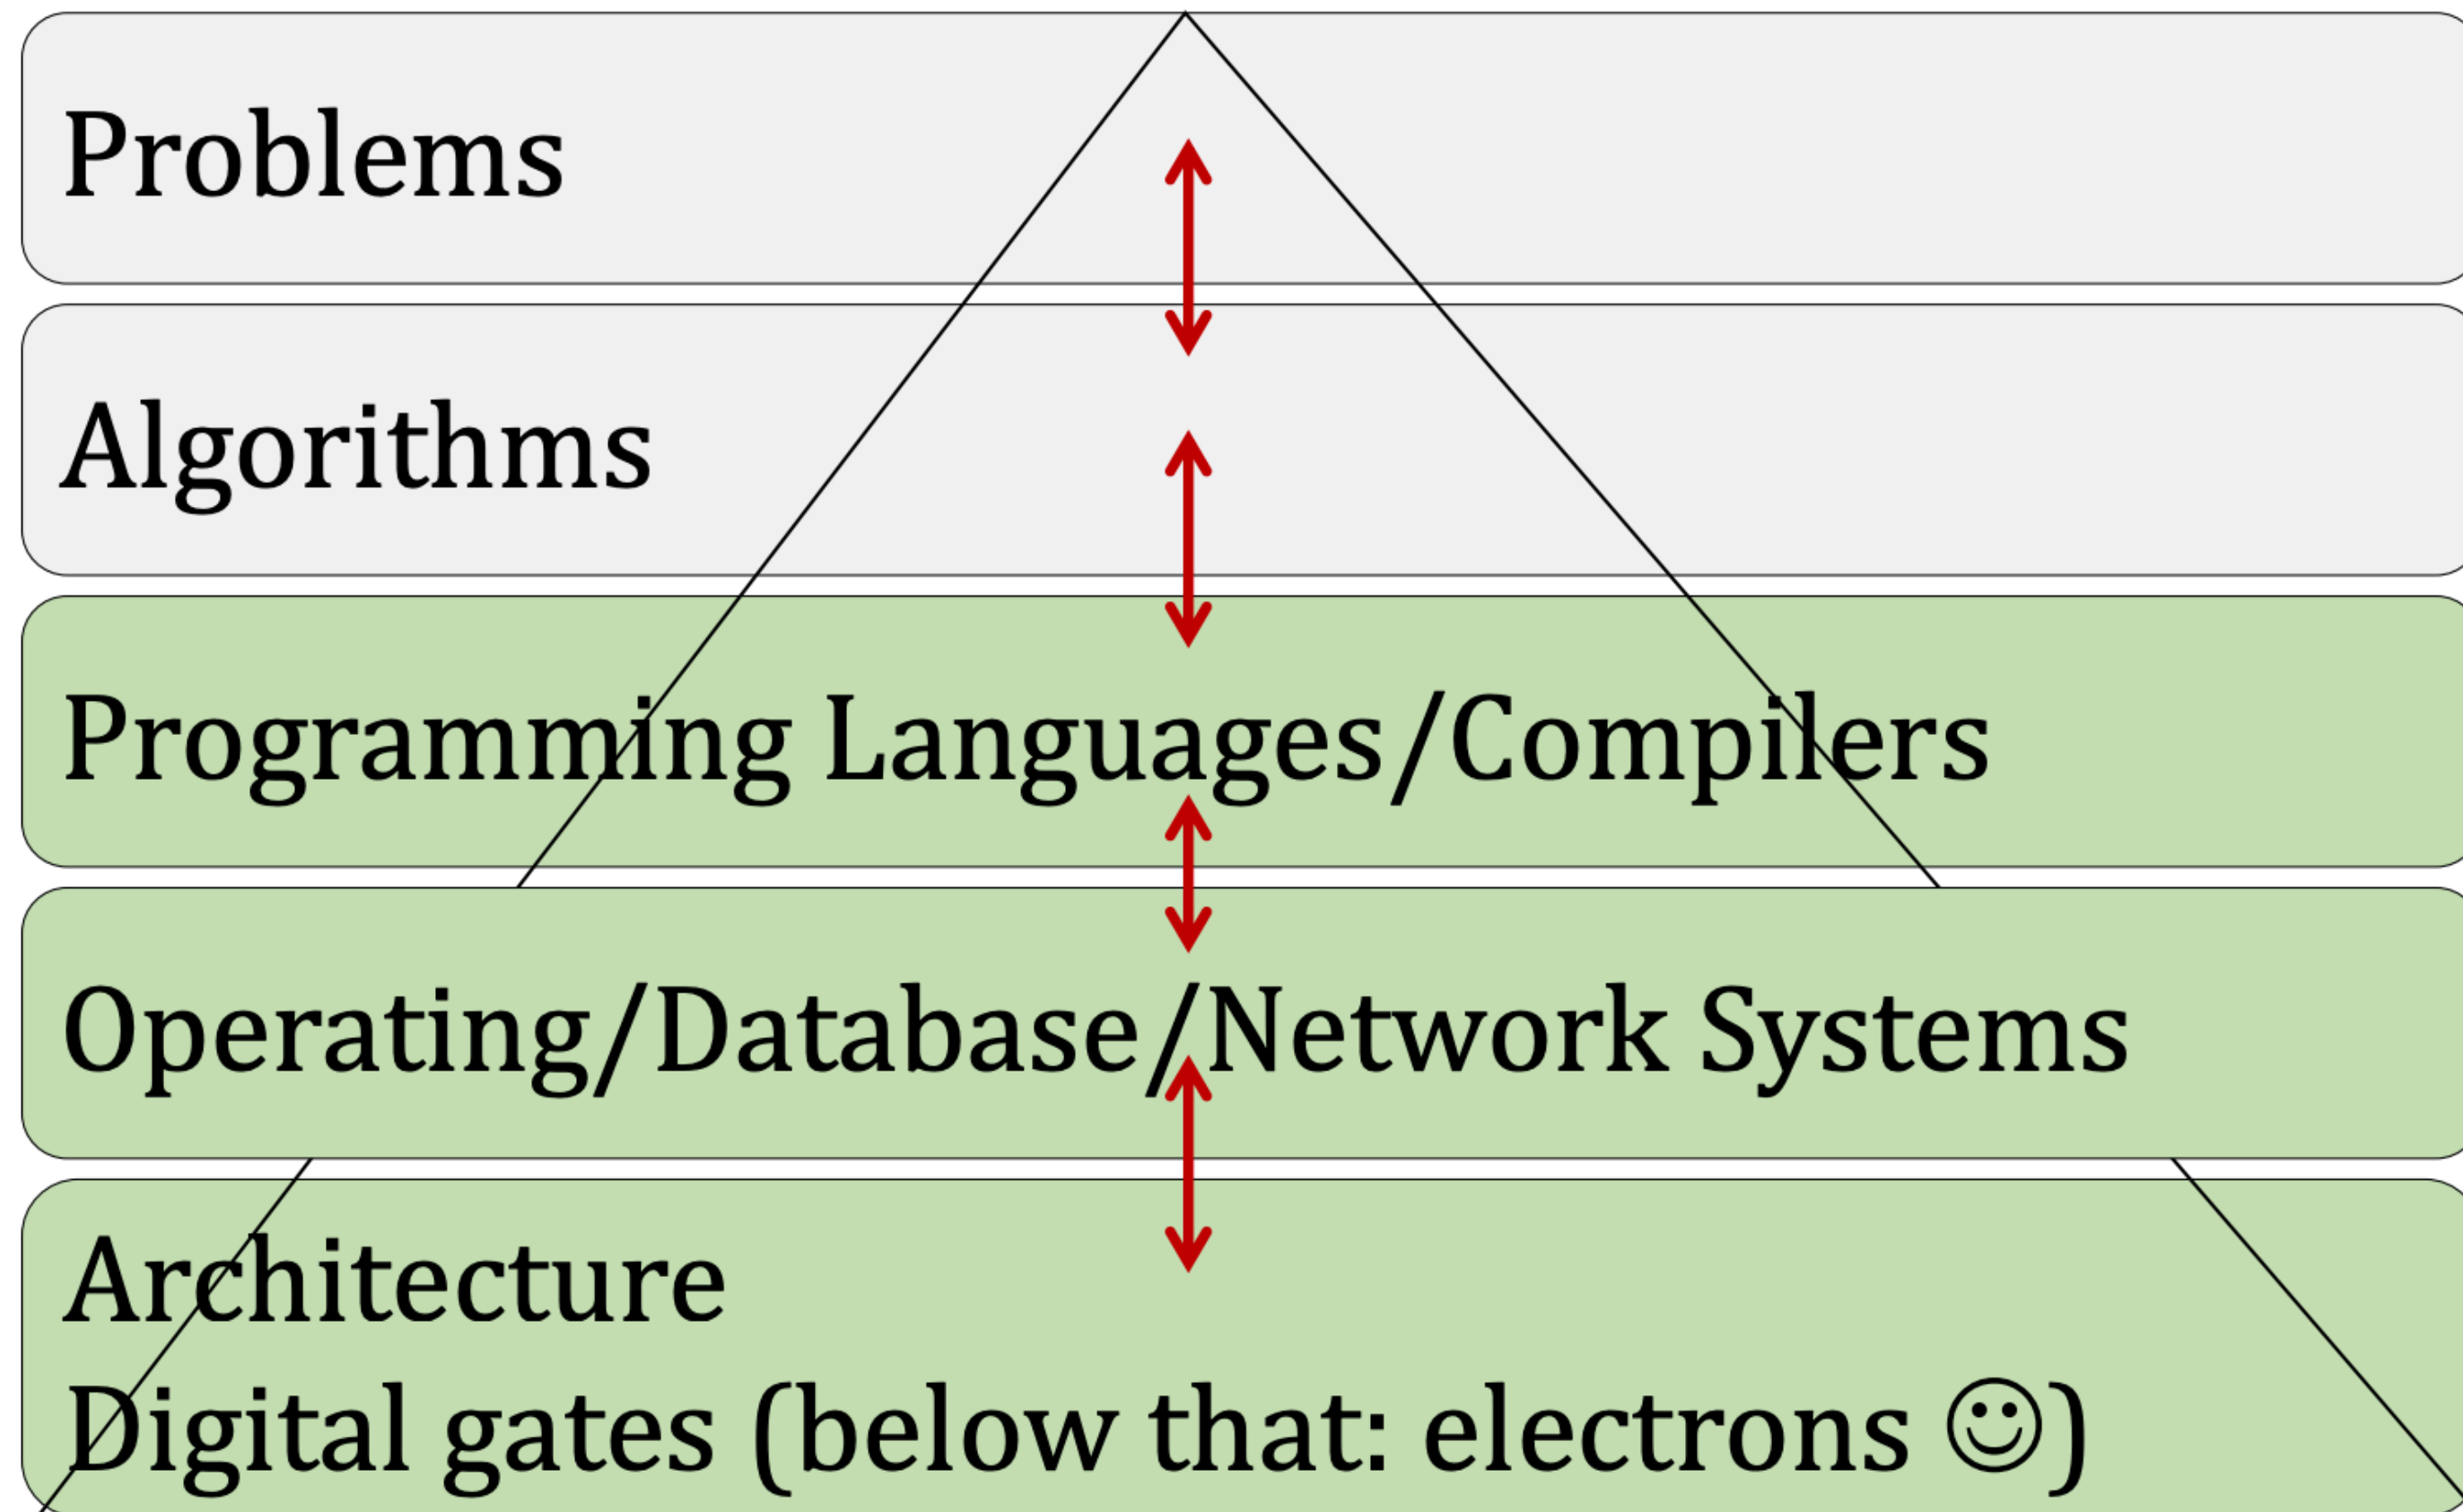 Problems
Algorithms
Programming Languages/Compilers
Operating/Database/Network Systems
Architecture
Digital gates (below that: electrons ☺)